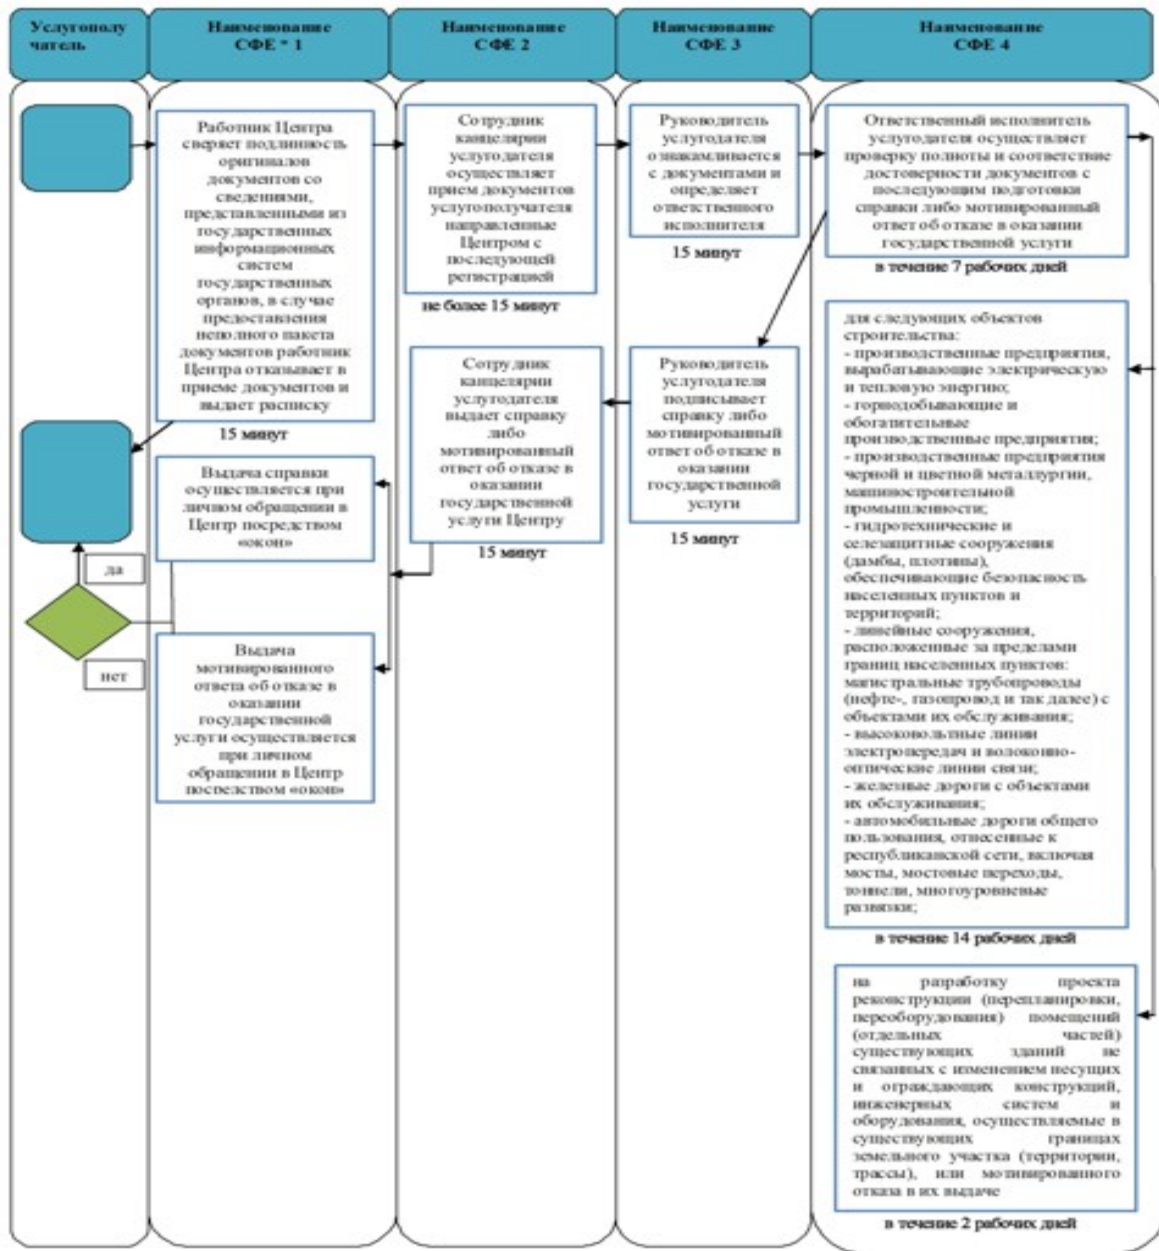 Услугополу
чатель
Наименование
СФЕ * 1
Наименование
СФЕ 2
Наименование
СФЕ 3
Наименование
СФЕ 4
Работник Центра
сверяет подлинность
оригиналов
документов со
сведениями,
представленными из
государственных
информационных
систем
государственных
органов, в случае
предоставления
неполного пакета
документов работник
Центра отказывает в
приеме документов и
выдает расписку
15 минут
Выдача справки
осуществляется при
личном обращении в
Центр посредством
«окон»
да
нет
Выдача
мотивированного
ответа об отказе в
оказании
государственной
услуги осуществляется
при личном
обращении в Центр
посредством «окон»
Сотрудник
канцелярии
услугодателя
осуществляет
прием документов
услугополучателя
направленные
Центром с
последующей
регистрацией
не более 15 минут
Сотрудник
канцелярии
услугодателя
выдает справку
либо
мотивированный
ответ об отказе в
оказании
государственной
услуги Центру
15 минут
Руководитель
услугодателя
ознакамливается
с документами и
определяет
ответственного
исполнителя
15 минут
Руководитель
услугодателя
подписывает
справку либо
мотивированный
ответ об отказе в
оказании
государственной
услуги
15 минут
Ответственный исполнитель
услугодателя осуществляет
проверку полноты и соответствие
достоверности документов с
последующим подготовки
справки либо мотивированный
ответ об отказе в оказании
государственной услуги
в течение 7 рабочих дней
для следующих объектов
строительства:
- производственные предприятия,
вырабатывающие электрическую
и тепловую энергию;
- горнодобывающие и
обогатительные
производственные предприятия;
- производственные предприятия
черной и цветной металлургии,
машиностроительной
промышленности;
- гидротехнические и
селезащитные сооружения
(дамбы, плотины),
обеспечивающие безопасность
населенных пунктов и
территорий;
- линейные сооружения,
расположенные за пределами
границ населенных пунктов:
магистральные трубопроводы
(нефте-, газопровод и так далее) с
объектами их обслуживания;
- высоковольтные линии
электропередач и волоконно-
оптические линии связи;
- железные дороги с объектами
их обслуживания;
- автомобильные дороги общего
пользования, отнесенные к
республиканской сети, включая
мосты, мостовые переходы,
тоннели, многоуровневые
развязки;
в течение 14 рабочих дней
на разработку проекта
реконструкции (перепланировки,
переоборудования) помещений
(отдельных частей)
существующих зданий не
связанных с изменением несущих
и ограждающих конструкций,
инженерных систем и
оборудования, осуществляемые в
существующих границах
земельного участка (территории,
трассы), или мотивированного
отказа в их выдаче
в течение 2 рабочих дней